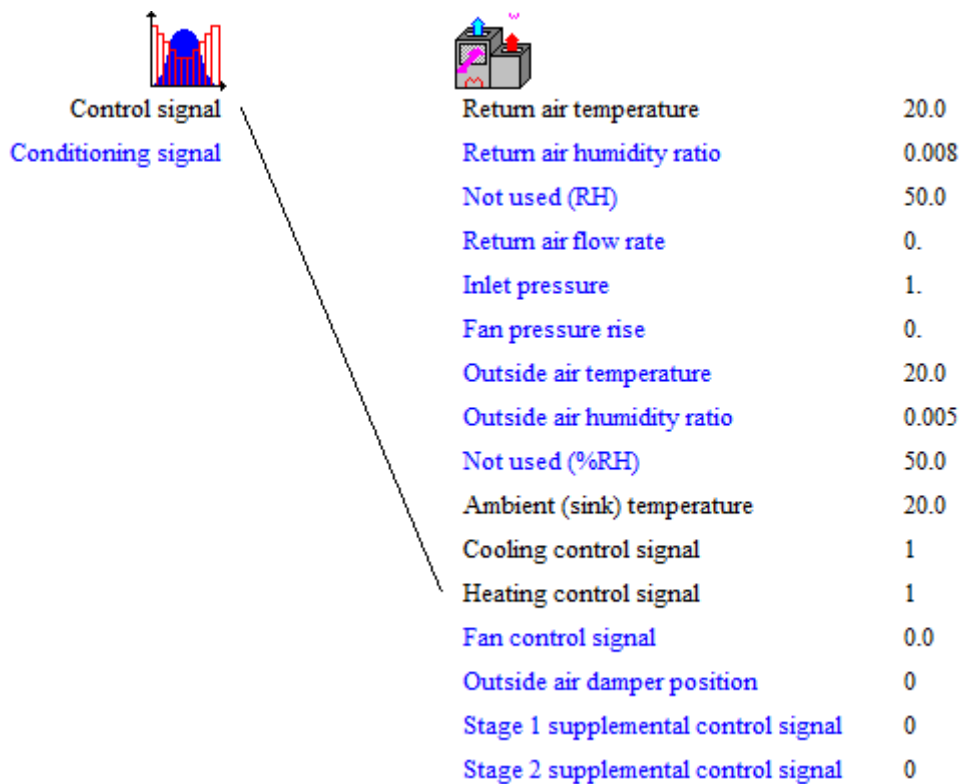 Control signal
Conditioning signal
Return air temperature 20.0
Return air humidity ratio 0.008
Not used (RH) 50.0
Return air flow rate 0.
Inlet pressure 1.
Fan pressure rise 0.
Outside air temperature 20.0
Outside air humidity ratio 0.005
Not used (%RH) 50.0
Ambient (sink) temperature 20.0
Cooling control signal 1
Heating control signal 1
Fan control signal 0.0
Outside air damper position 0
Stage 1 supplemental control signal 0
Stage 2 supplemental control signal 0